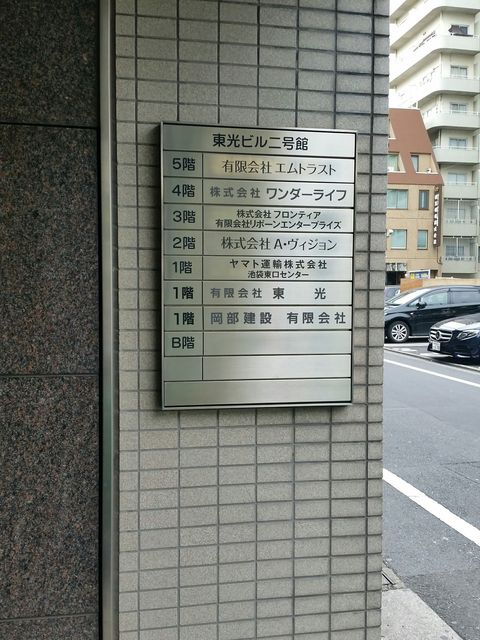 東光ビル二号館
5階 有限会社 エムトラスト
4階 株式会社 ワンダーライフ
3階 株式会社 フロンティア
有限会社リボーンエンタープライズ
2階 株式会社 A・ヴィジョン
1階 ヤマト運輸株式会社
池袋東口センター
1階 有限会社 東 光
1階 岡部建設 有限会社
B階